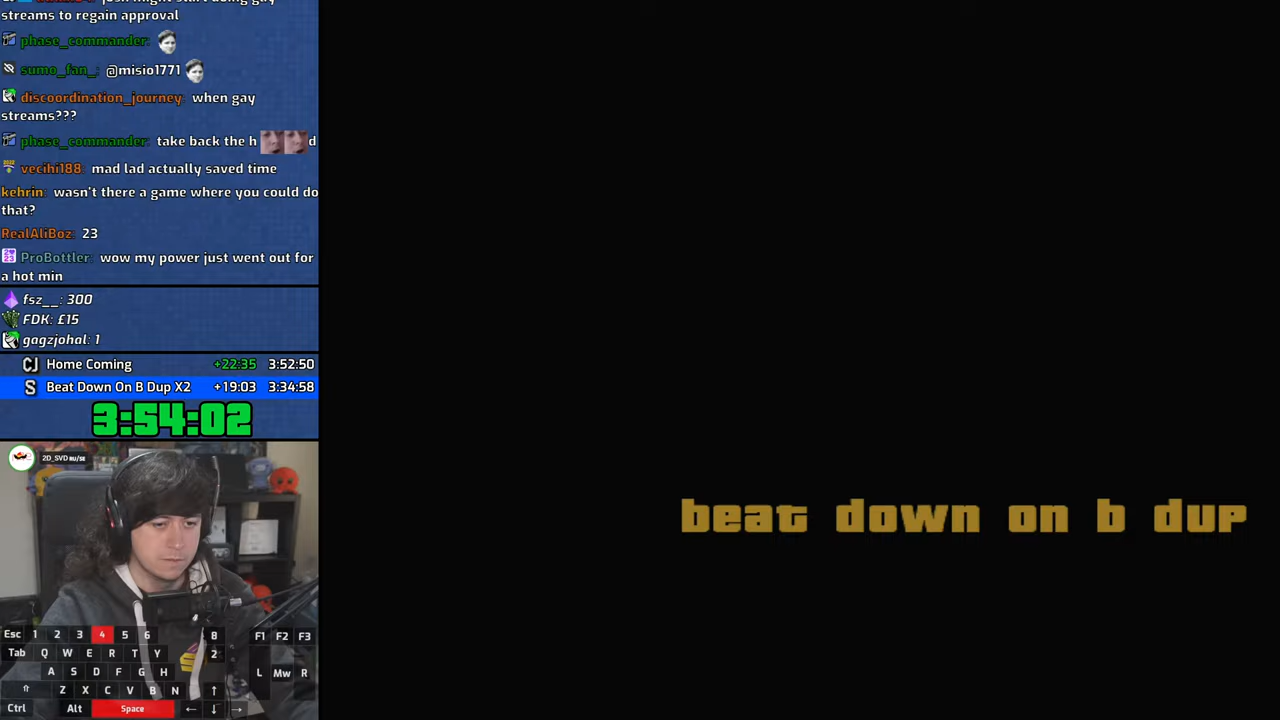 streams to regain approval
phase_commander:
sumo_fan_: @misio1771
discoordination_journey: when gay
streams???
phase_commander: take back the h d
vecihi188: mad lad actually saved time
kehrin: wasn't there a game where you could do
that?
RealAliBoz: 23
ProBottler: wow my power just went out for
a hot min
fsz__: 300
FDK: £15
gagzjohal: 1
CJ Home Coming +22:35 3:52:50
S Beat Down On B Dup X2 +19:03 3:34:58
3:54:02
2D_SVD RU/SE
beat down on b dup
Esc 1 2 3 4 5 6 8 F1 F2 F3
Tab Q W E R T Y 2
A S D F G H L Mw R
⇧ Z X C V B N ↑
Ctrl Alt Space ← ↓ →